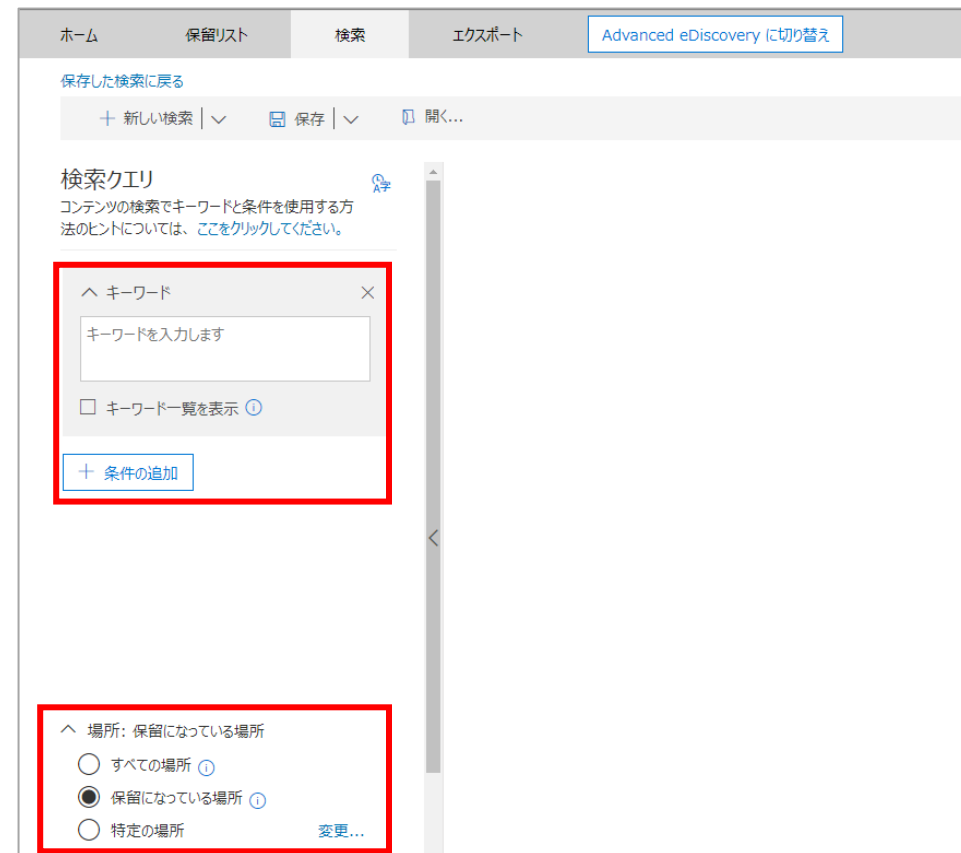 ホーム 保留リスト 検索 エクスポート Advanced eDiscovery に切り替え
保存した検索に戻る
新しい検索 保存 開く...
検索クエリ
コンテンツの検索でキーワードと条件を使用する方
法のヒントについては、ここをクリックしてください。
キーワード
キーワードを入力します
キーワード一覧を表示
条件の追加
場所: 保留になっている場所
すべての場所
保留になっている場所
特定の場所 変更...